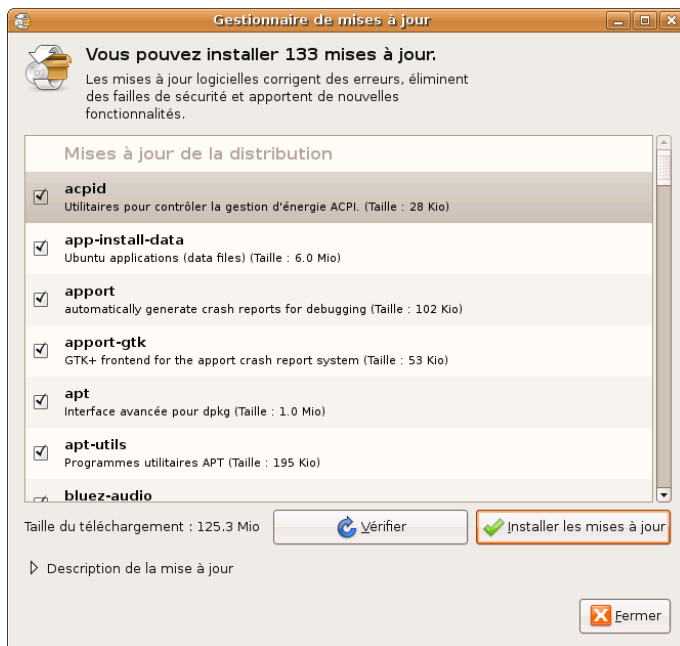 Gestionnaire de mises à jour
Vous pouvez installer 133 mises à jour.
Les mises à jour logicielles corrigent des erreurs, éliminent
des failles de sécurité et apportent de nouvelles
fonctionnalités.
Mises à jour de la distribution
acpid
Utilitaires pour contrôler la gestion d'énergie ACPI. (Taille : 28 Kio)
app-install-data
Ubuntu applications (data files) (Taille : 6.0 Mio)
apport
automatically generate crash reports for debugging (Taille : 102 Kio)
apport-gtk
GTK+ frontend for the apport crash report system (Taille : 53 Kio)
apt
Interface avancée pour dpkg (Taille : 1.0 Mio)
apt-utils
Programmes utilitaires APT (Taille : 195 Kio)
bluez-audio
Taille du téléchargement : 125.3 Mio
Vérifier
Installer les mises à jour
Description de la mise à jour
Fermer